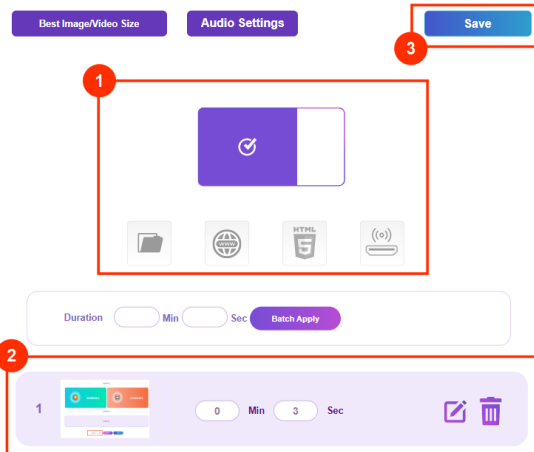 Best Image/Video Size
Audio Settings
Save
3
1
WWW
HTML
5
Duration Min Sec Batch Apply
2
1 0 Min 3 Sec